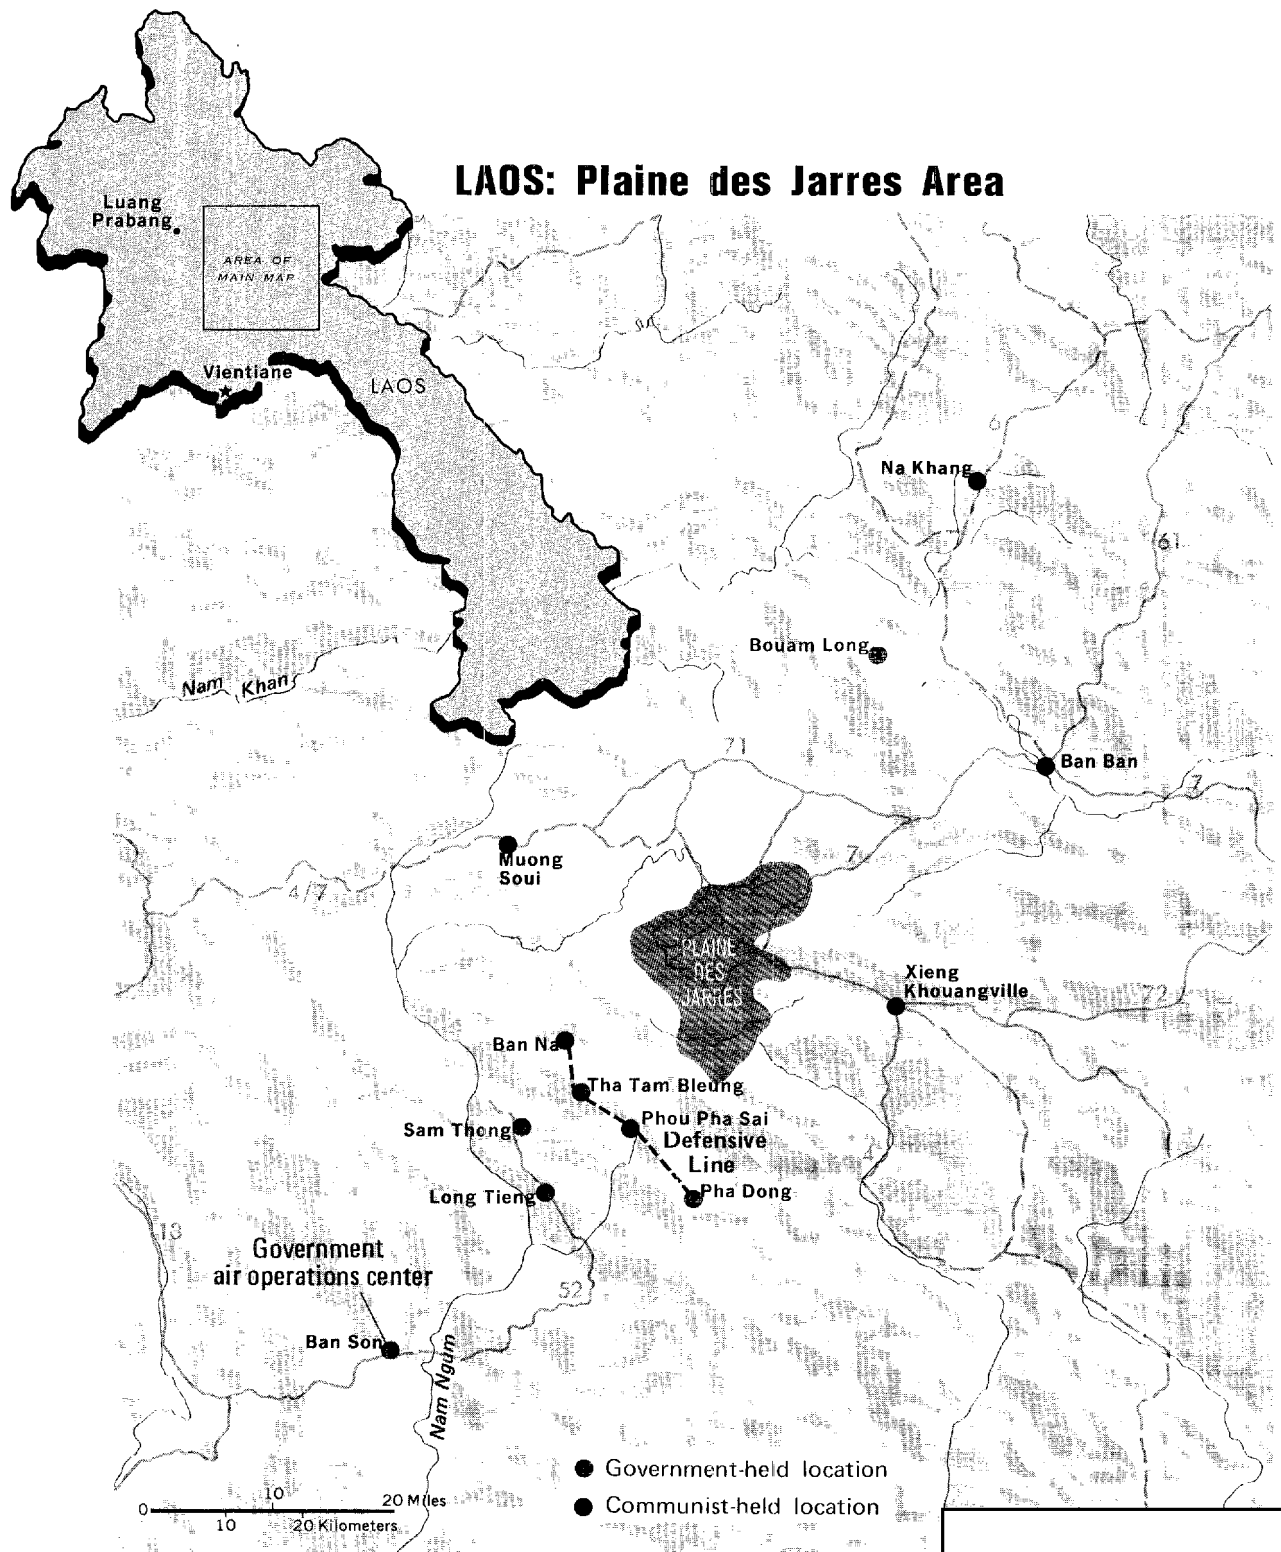 LAOS: Plaine des Jarres Area
Luang
Prabang
AREA OF
MAIN MAP
Vientiane
LAOS
Na Khang
61
6
Bouam Long
Nam Khan
71
Ban Ban
7
Muong
Soui
7
4/7
PLAINE
DES
JARRES
Xieng
Khouangville
72
Ban Na
Tha Tam Bleung
Phou Pha Sai
Sam Thong
Defensive
Line
Long Tieng
Pha Dong
13
Government
air operations center
52
Ban Son
Nam Ngum
Government-held location
Communist-held location
0 10 20 Miles
10 20 Kilometers